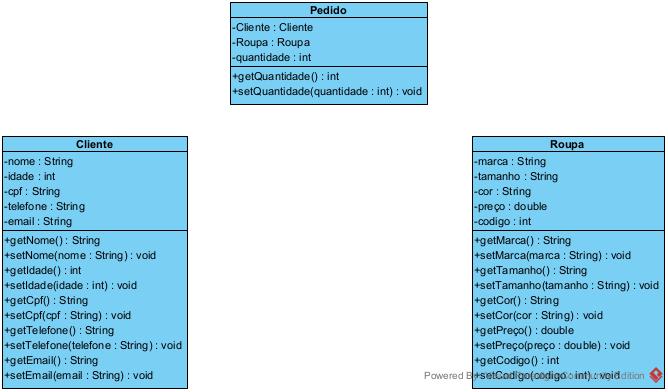 Pedido
-Cliente : Cliente
-Roupa : Roupa
-quantidade : int
+getQuantidade() : int
+setQuantidade(quantidade : int) : void
Cliente
-nome : String
-idade : int
-cpf : String
-telefone : String
-email : String
+getNome() : String
+setNome(nome : String) : void
+getIdade() : int
+setIdade(idade : int) : void
+getCpf() : String
+setCpf(cpf : String) : void
+getTelefone() : String
+setTelefone(telefone : String) : void
+getEmail() : String
+setEmail(email : String) : void
Roupa
-marca : String
-tamanho : String
-cor : String
-preço : double
-codigo : int
+getMarca() : String
+setMarca(marca : String) : void
+getTamanho() : String
+setTamanho(tamanho : String) : void
+getCor() : String
+setCor(cor : String) : void
+getPreço() : double
+setPreço(preço : double) : void
+getCodigo() : int
+setCodigo(codigo : int) : void
Powered By Edition